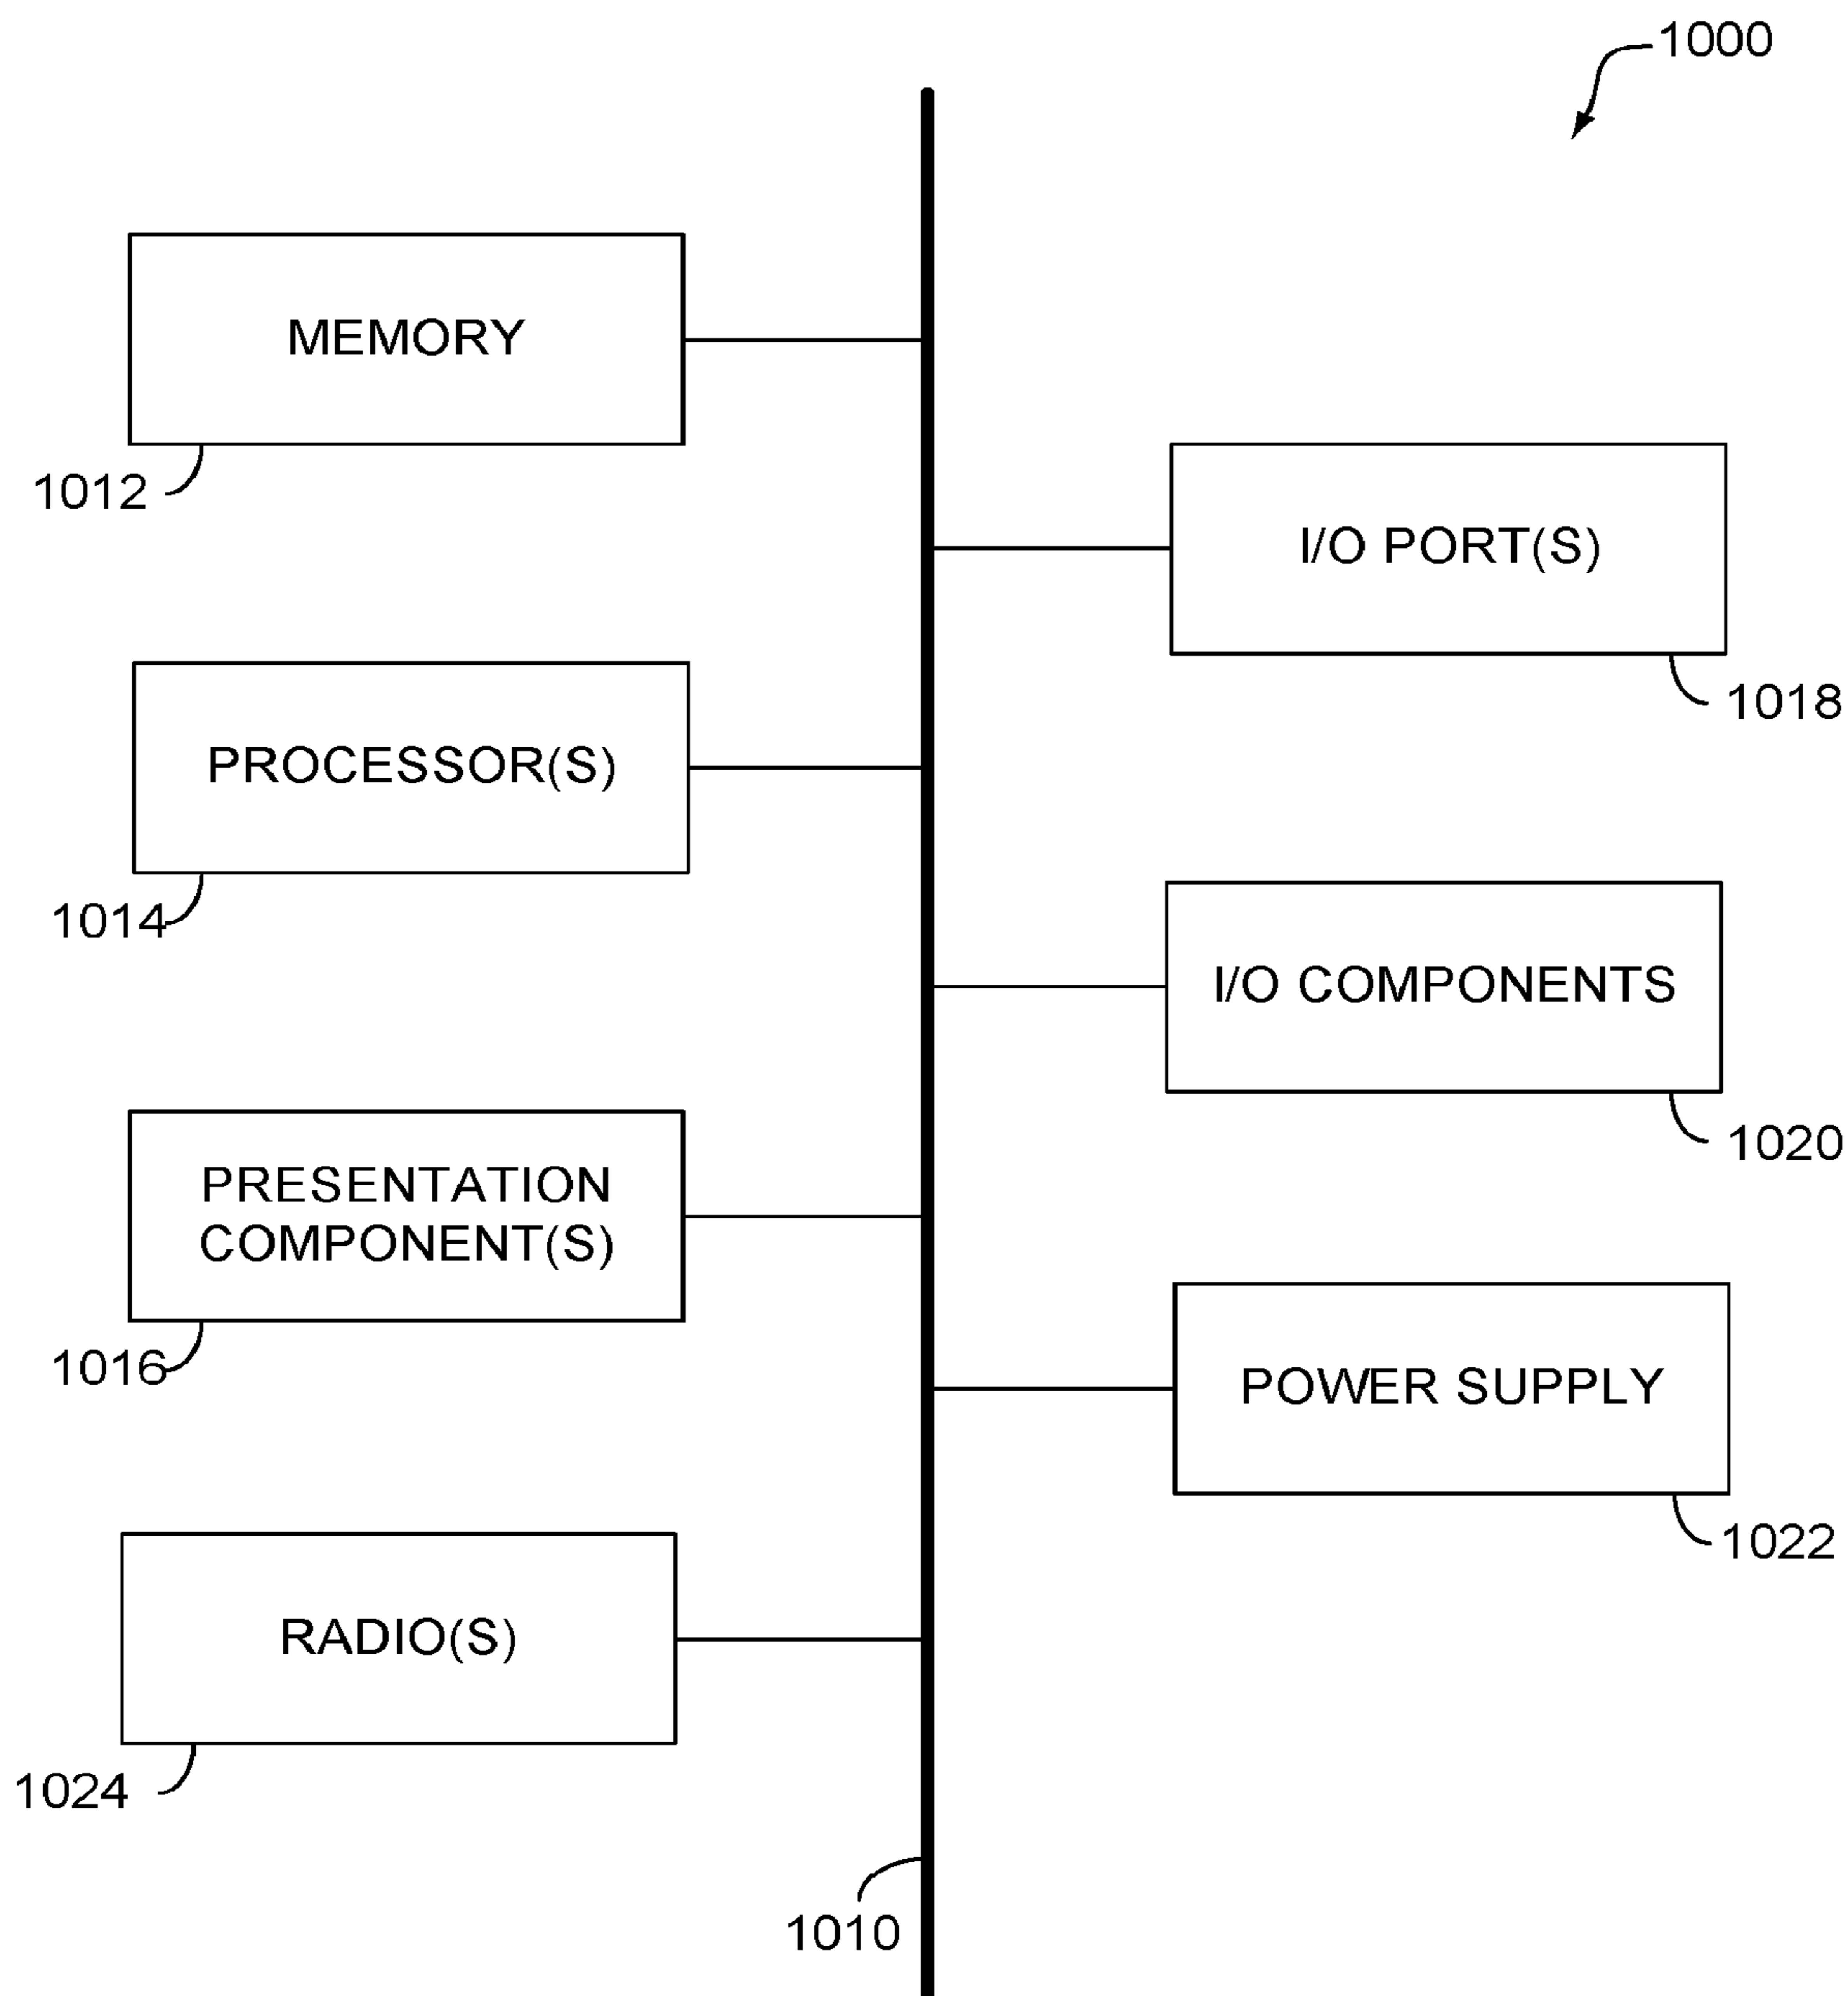 1000
MEMORY
1012
I/O PORT(S)
1018
PROCESSOR(S)
1014
I/O COMPONENTS
1020
PRESENTATION
COMPONENT(S)
1016
POWER SUPPLY
1022
RADIO(S)
1024
1010